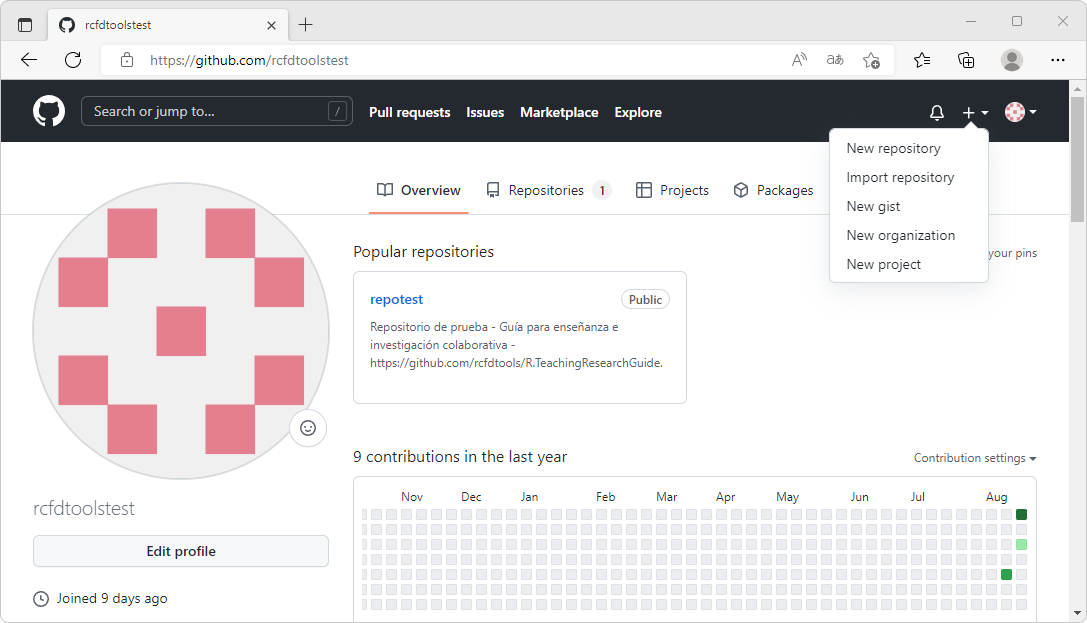 rcfdtoolstest
https://github.com/rcfdtoolstest
Search or jump to... /
Pull requests
Issues
Marketplace
Explore
New repository
Import repository
New gist
New organization
New project
Overview
Repositories 1
Projects
Packages
Popular repositories
your pins
repotest
Public
Repositorio de prueba - Guía para enseñanza e
investigación colaborativa -
https://github.com/rcfdtools/R.TeachingResearchGuide.
9 contributions in the last year
Contribution settings
Nov Dec Jan Feb Mar Apr May Jun Jul Aug
rcfdtoolstest
Edit profile
Joined 9 days ago